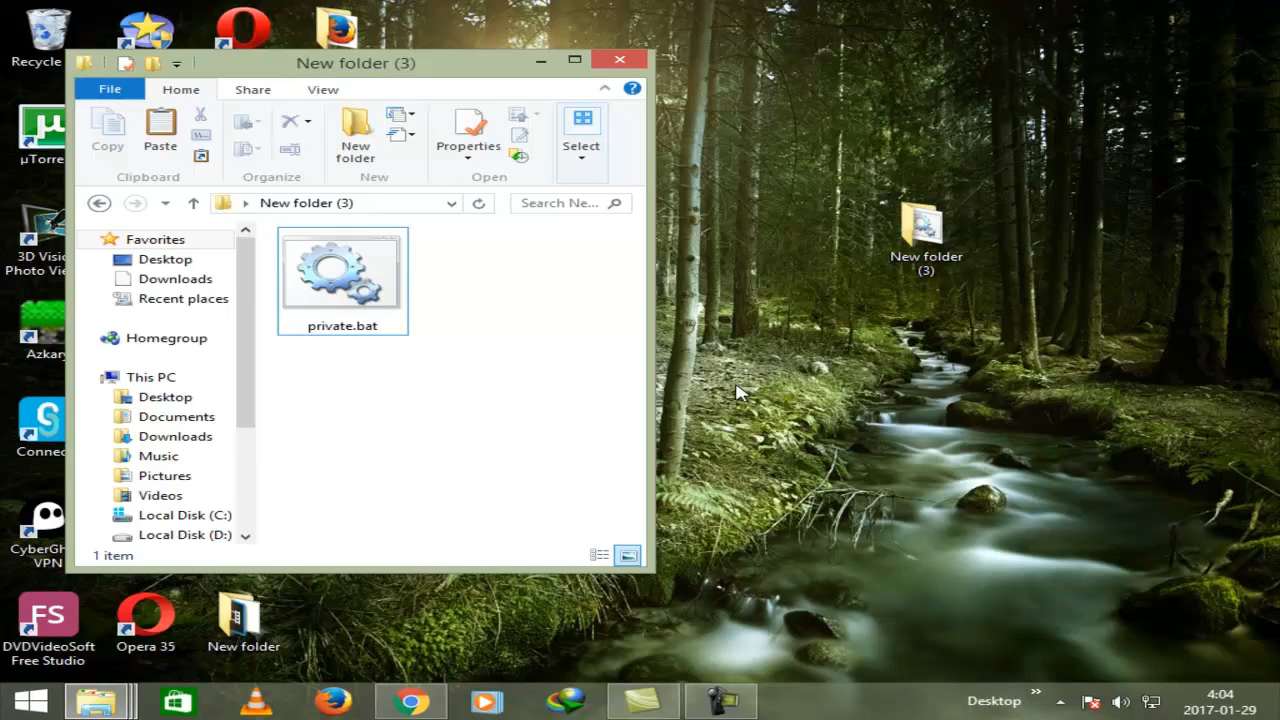 Recycle
New folder (3)
File
Home
Share
View
Copy
Paste
New
folder
Properties
Select
Clipboard
Organize
New
Open
New folder (3)
Search Ne...
Favorites
Desktop
Downloads
Recent places
Homegroup
This PC
Desktop
Documents
Downloads
Music
Pictures
Videos
Local Disk (C:)
Local Disk (D:)
private.bat
1 item
µTorre
3D Visi
Photo Vie
Azkar
Connec
CyberGh
VPN
New folder
(3)
FS
DVDVideoSoft
Free Studio
Opera 35
New folder
Desktop
4:04
2017-01-29